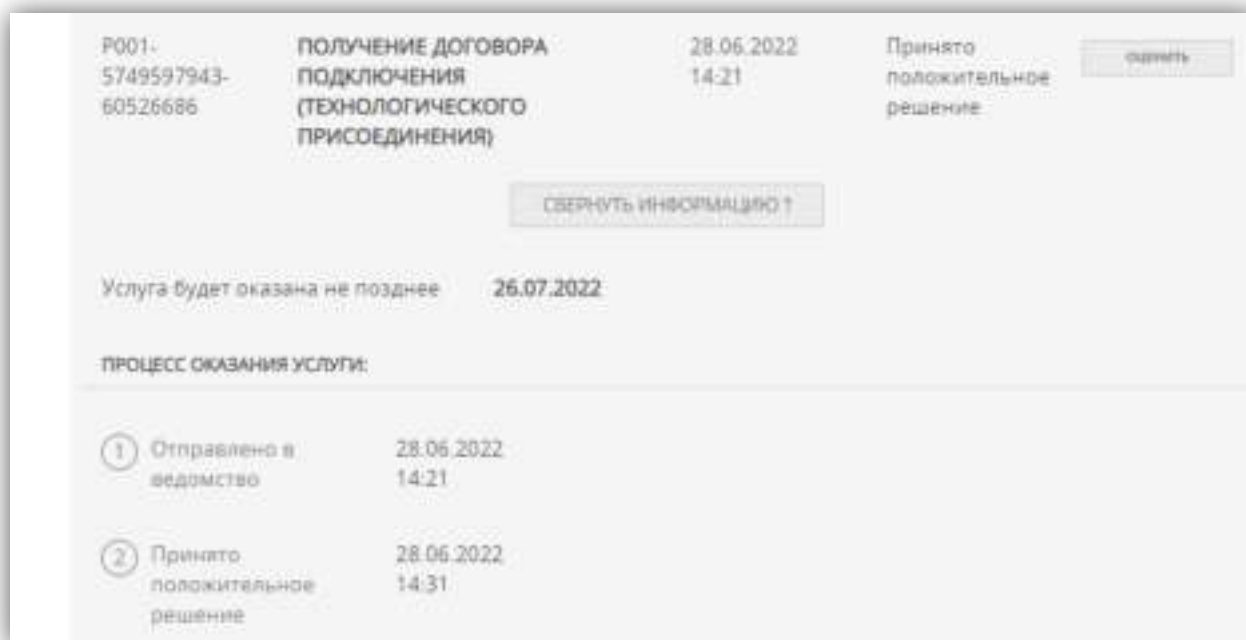 P001-
5749597943-
60526686
ПОЛУЧЕНИЕ ДОГОВОРА
ПОДКЛЮЧЕНИЯ
(ТЕХНОЛОГИЧЕСКОГО
ПРИСОЕДИНЕНИЯ)
28.06.2022
14:21
Принято
положительное
решение
ОЦЕНИТЬ
СВЕРНУТЬ ИНФОРМАЦИЮ ↑
Услуга будет оказана не позднее 26.07.2022
ПРОЦЕСС ОКАЗАНИЯ УСЛУГИ:
1 Отправлено в
ведомство
28.06.2022
14:21
2 Принято
положительное
решение
28.06.2022
14:31